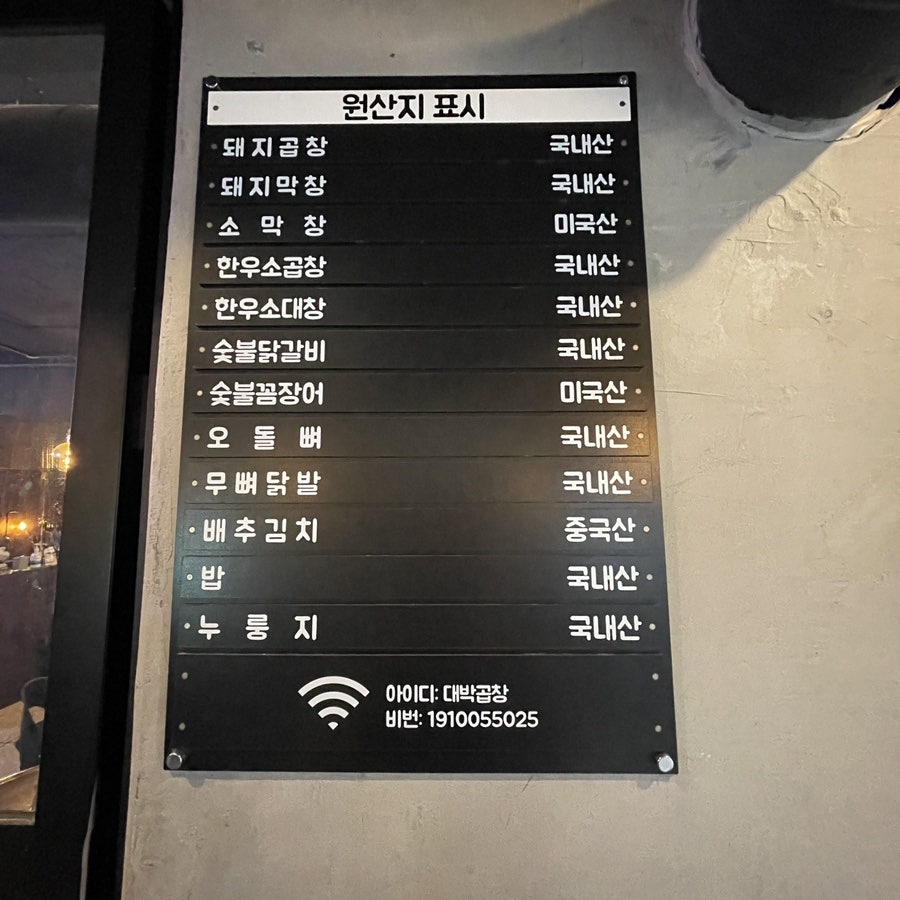 원산지 표시
돼지곱창 국내산
돼지막창 국내산
소막창 미국산
한우소곱창 국내산
한우소대창 국내산
숯불닭갈비 국내산
숯불꼼장어 미국산
오돌뼈 국내산
무뼈닭발 국내산
배추김치 중국산
밥 국내산
누룽지 국내산
아이디: 대박곱창
비번: 1910055025